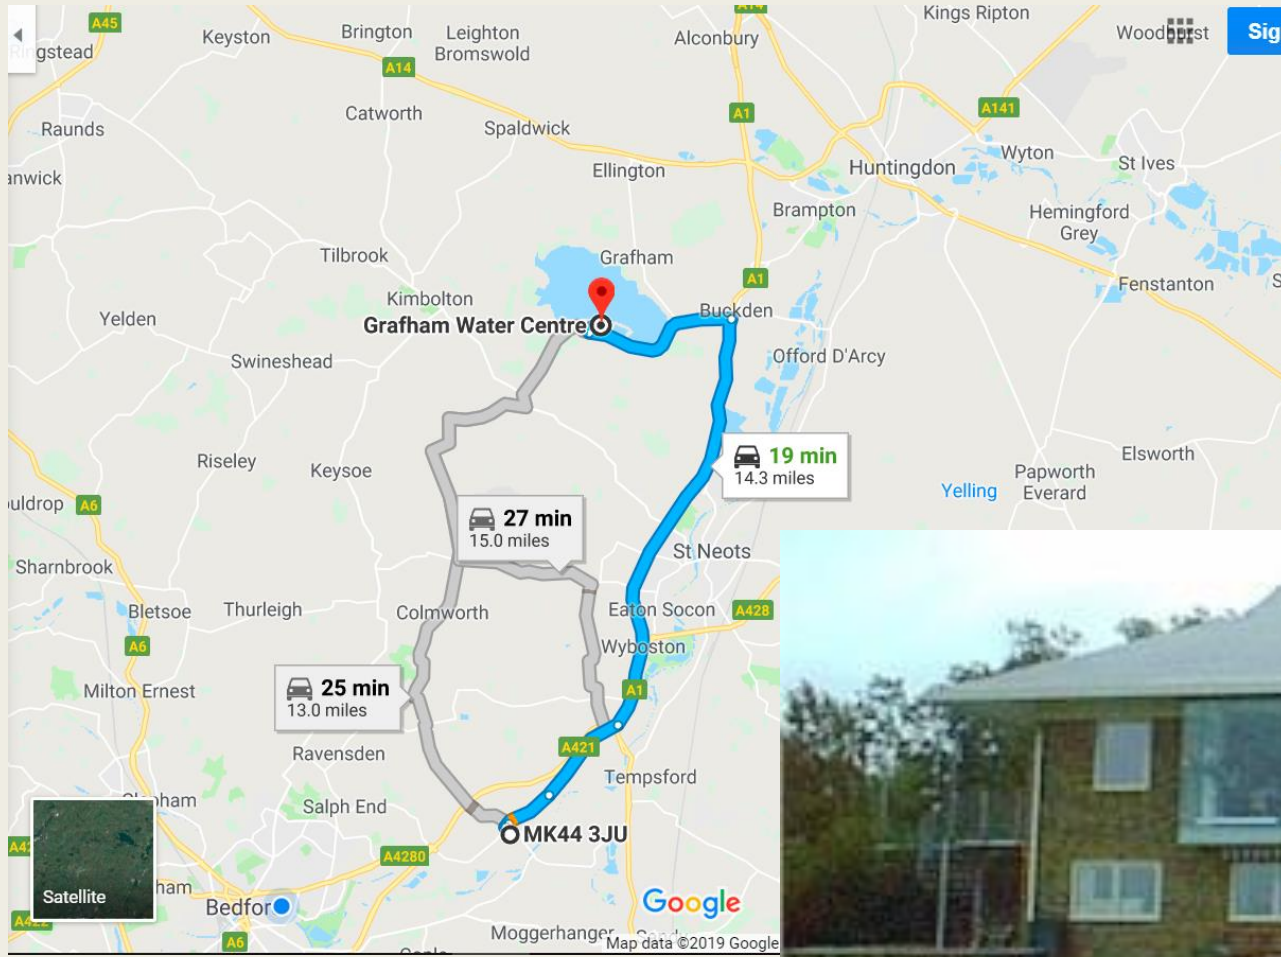 A45
Keyston
Brington
Leighton
Bromswold
A14
Alconbury
Kings Ripton
Sig
A14
A1
A141
Catworth
Raunds
Spaldwick
Wyton
St Ives
Ellington
Huntingdon
anwick
Brampton
Hemingford
Grey
Tilbrook
Grafham
A1
Fenstanton
Kimbolton
Buckden
Yelden
Grafham Water Centre
Swineshead
Offord D'Arcy
19 min
14.3 miles
Riseley
Keysoe
Elsworth
Papworth
Everard
Yelling
A6
27 min
15.0 miles
St Neots
Sharnbrook
Bletsoe
Thurleigh
Colmworth
Eaton Socon
A428
A6
Wyboston
25 min
13.0 miles
Milton Ernest
A1
Ravensden
A421
Tempsford
Salph End
MK44 3JU
A4280
Satellite
ham
Bedfor
Google
A6
Moggerhanger
Map data ©2019 Google